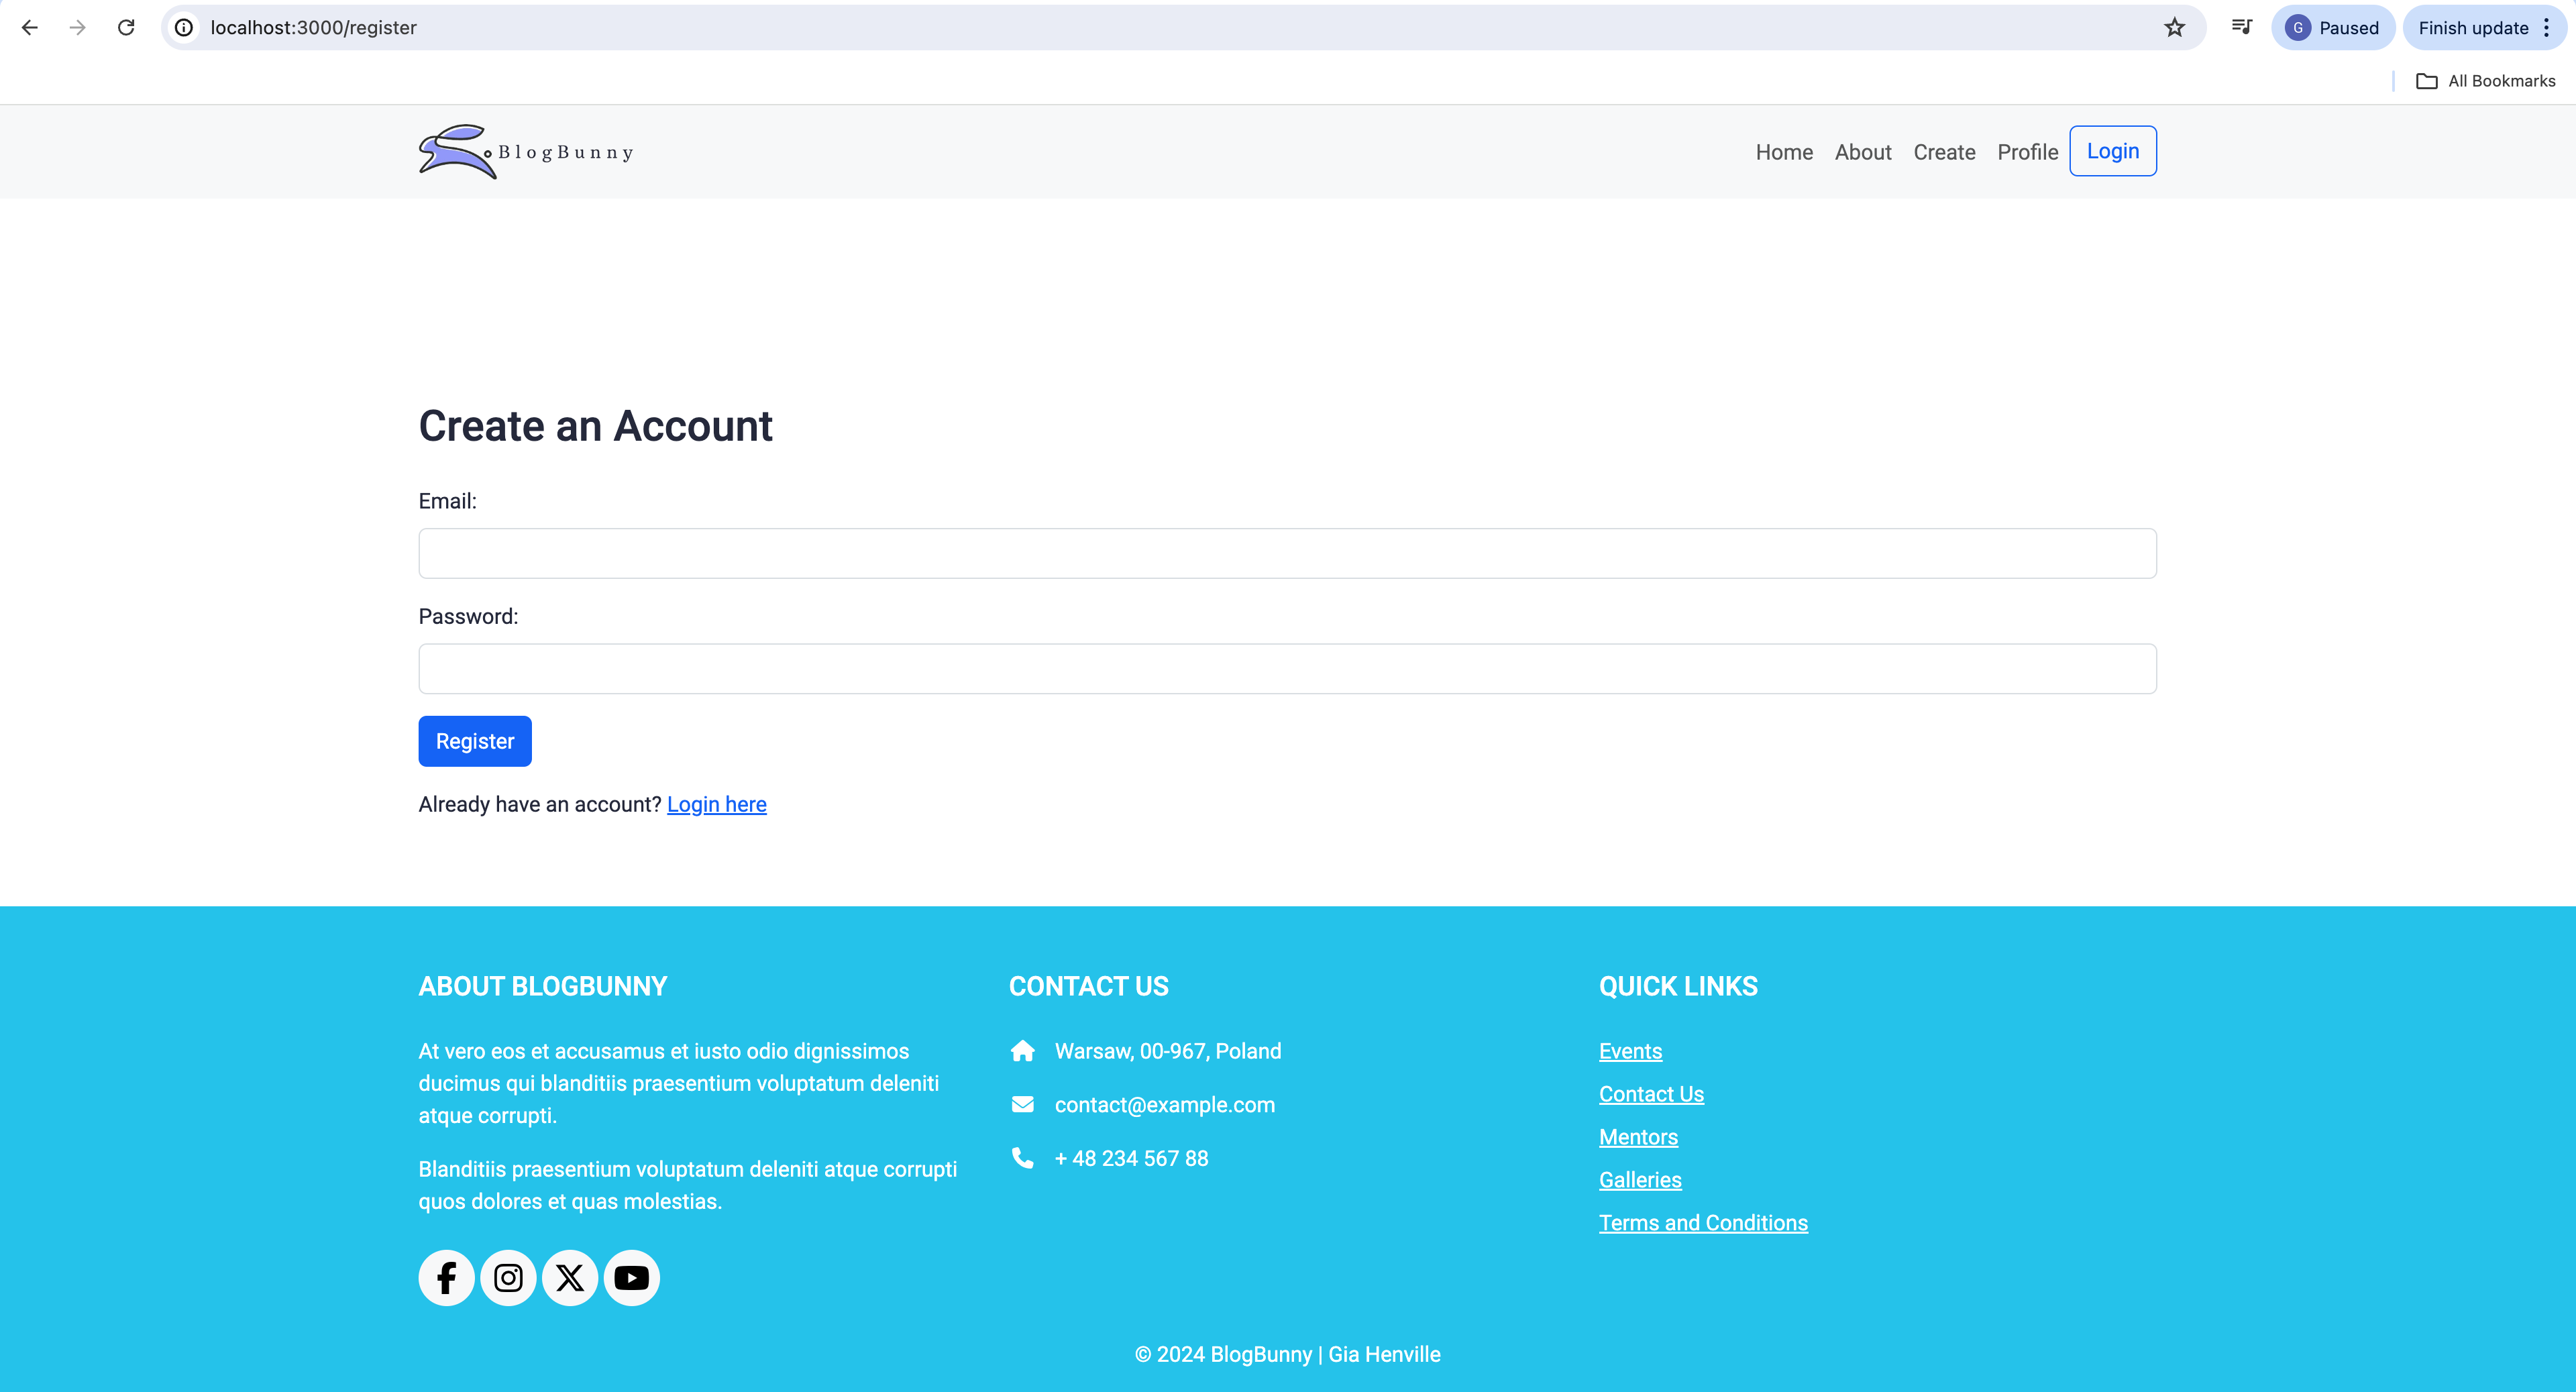 localhost:3000/register
G Paused
Finish update
All Bookmarks
BlogBunny
Home About Create Profile Login
Create an Account
Email:
Password:
Register
Already have an account? Login here
ABOUT BLOGBUNNY
At vero eos et accusamus et iusto odio dignissimos
ducimus qui blanditiis praesentium voluptatum deleniti
atque corrupti.
Blanditiis praesentium voluptatum deleniti atque corrupti
quos dolores et quas molestias.
CONTACT US
Warsaw, 00-967, Poland
contact@example.com
+ 48 234 567 88
QUICK LINKS
Events
Contact Us
Mentors
Galleries
Terms and Conditions
© 2024 BlogBunny | Gia Henville